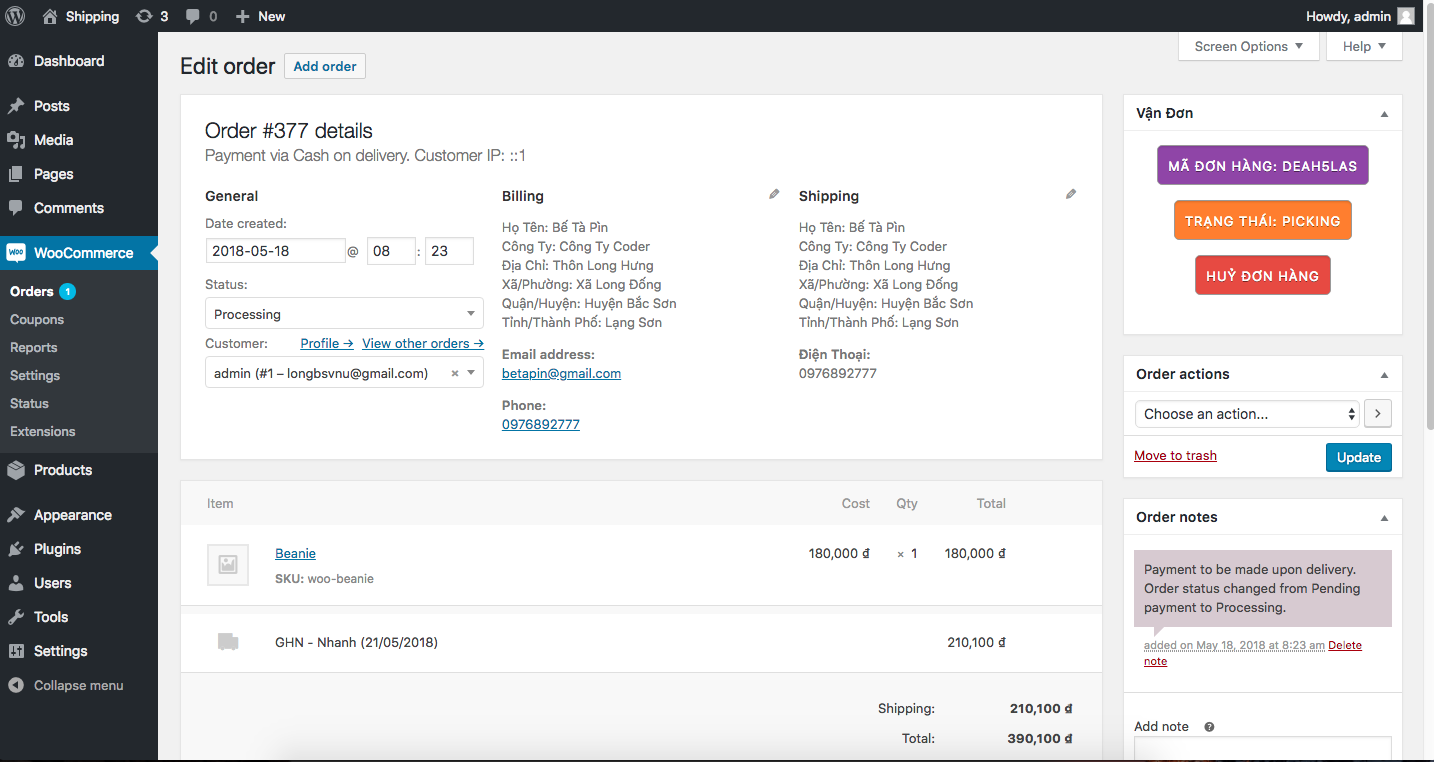 Shipping 3 0 New Howdy, admin
Screen Options Help
Dashboard
Posts
Media
Pages
Comments
WooCommerce
Orders 1
Coupons
Reports
Settings
Status
Extensions
Products
Appearance
Plugins
Users
Tools
Settings
Collapse menu
Edit order Add order
Order #377 details
Payment via Cash on delivery. Customer IP: ::1
General
Date created:
2018-05-18 @ 08 : 23
Status:
Processing
Customer: Profile → View other orders →
admin (#1 – longbsvnu@gmail.com) ×
Billing
Họ Tên: Bế Tà Pìn
Công Ty: Công Ty Coder
Địa Chỉ: Thôn Long Hưng
Xã/Phường: Xã Long Đống
Quận/Huyện: Huyện Bắc Sơn
Tỉnh/Thành Phố: Lạng Sơn
Email address:
betapin@gmail.com
Phone:
0976892777
Shipping
Họ Tên: Bế Tà Pìn
Công Ty: Công Ty Coder
Địa Chỉ: Thôn Long Hưng
Xã/Phường: Xã Long Đống
Quận/Huyện: Huyện Bắc Sơn
Tỉnh/Thành Phố: Lạng Sơn
Điện Thoại:
0976892777
Item Cost Qty Total
Beanie 180,000 ₫ × 1 180,000 ₫
SKU: woo-beanie
GHN - Nhanh (21/05/2018) 210,100 ₫
Shipping: 210,100 ₫
Total: 390,100 ₫
Vận Đơn
MÃ ĐƠN HÀNG: DEAH5LAS
TRẠNG THÁI: PICKING
HUỶ ĐƠN HÀNG
Order actions
Choose an action...
Move to trash Update
Order notes
Payment to be made upon delivery.
Order status changed from Pending
payment to Processing.
added on May 18, 2018 at 8:23 am Delete
note
Add note ?